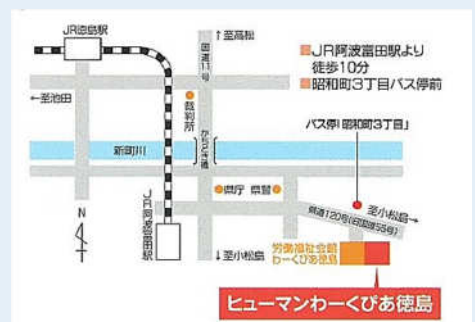 JR徳島駅
↑至高松
国道11号
■JR阿波富田駅より
徒歩10分
■昭和町3丁目バス停前
←至池田
裁判所
バス停「昭和町3丁目」
新町川
かちどき橋
県庁 県警
N
JR阿波富田駅
県道120号(旧国道55号)
至小松島→
↓至小松島
労働福祉会館
わーくぴあ徳島
ヒューマンわーくぴあ徳島